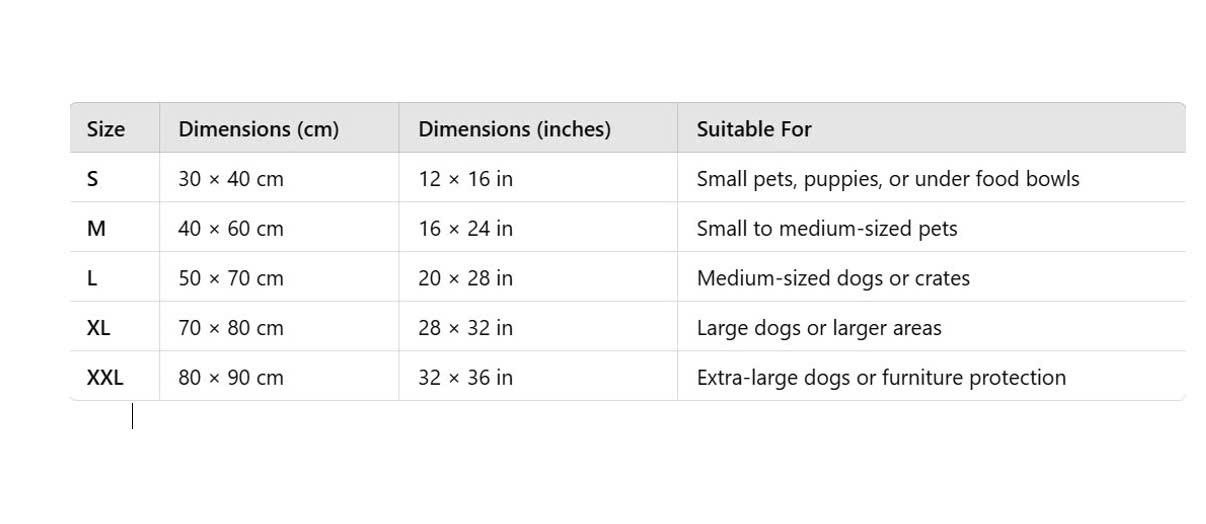 Size Dimensions (cm) Dimensions (inches) Suitable For
S 30 × 40 cm 12 × 16 in Small pets, puppies, or under food bowls
M 40 × 60 cm 16 × 24 in Small to medium-sized pets
L 50 × 70 cm 20 × 28 in Medium-sized dogs or crates
XL 70 × 80 cm 28 × 32 in Large dogs or larger areas
XXL 80 × 90 cm 32 × 36 in Extra-large dogs or furniture protection